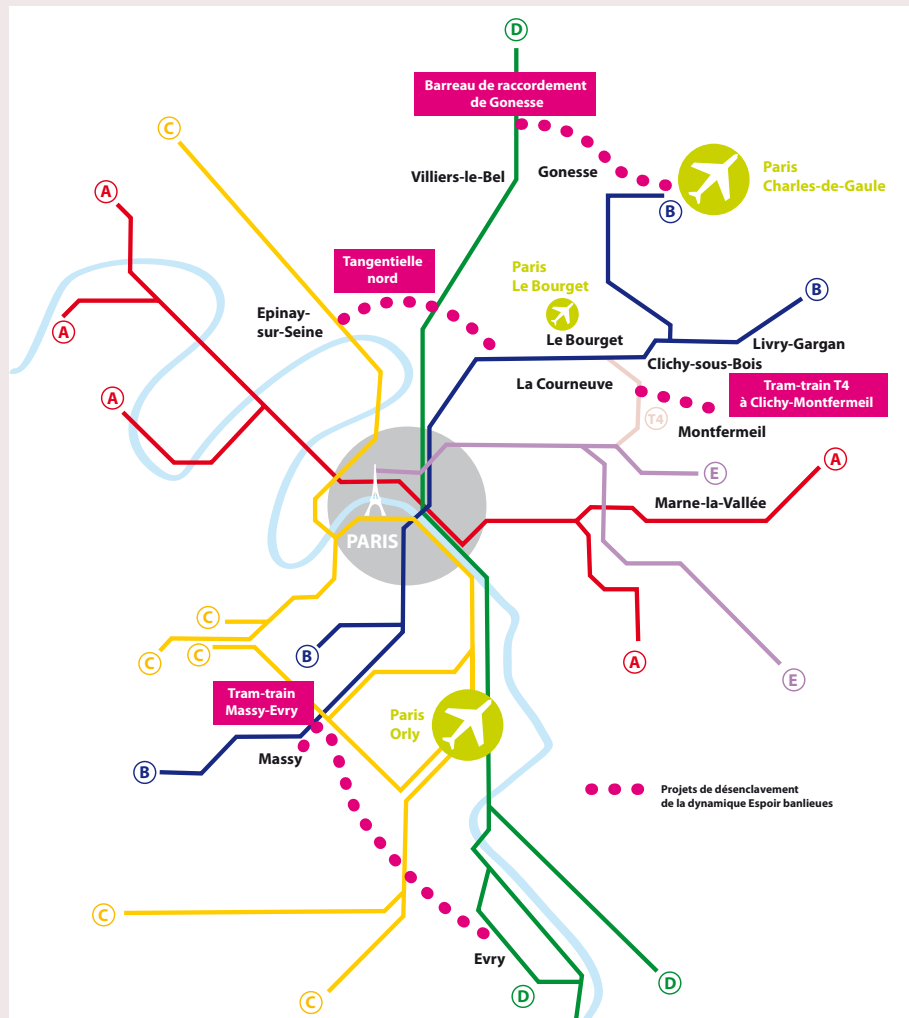 D
Barreau de raccordement
de Gonesse
C
Villiers-le-Bel
Gonesse
Paris
Charles-de-Gaule
A
B
Tangentielle
nord
Paris
Le Bourget
B
Epinay-
sur-Seine
A
Le Bourget
Livry-Gargan
Clichy-sous-Bois
La Courneuve
Tram-train T4
à Clichy-Montfermeil
A
T4
Montfermeil
A
E
Marne-la-Vallée
PARIS
C
B
C
C
A
E
Tram-train
Massy-Evry
Paris
Orly
Massy
B
Projets de désenclavement
de la dynamique Espoir banlieues
C
Evry
D
D
C